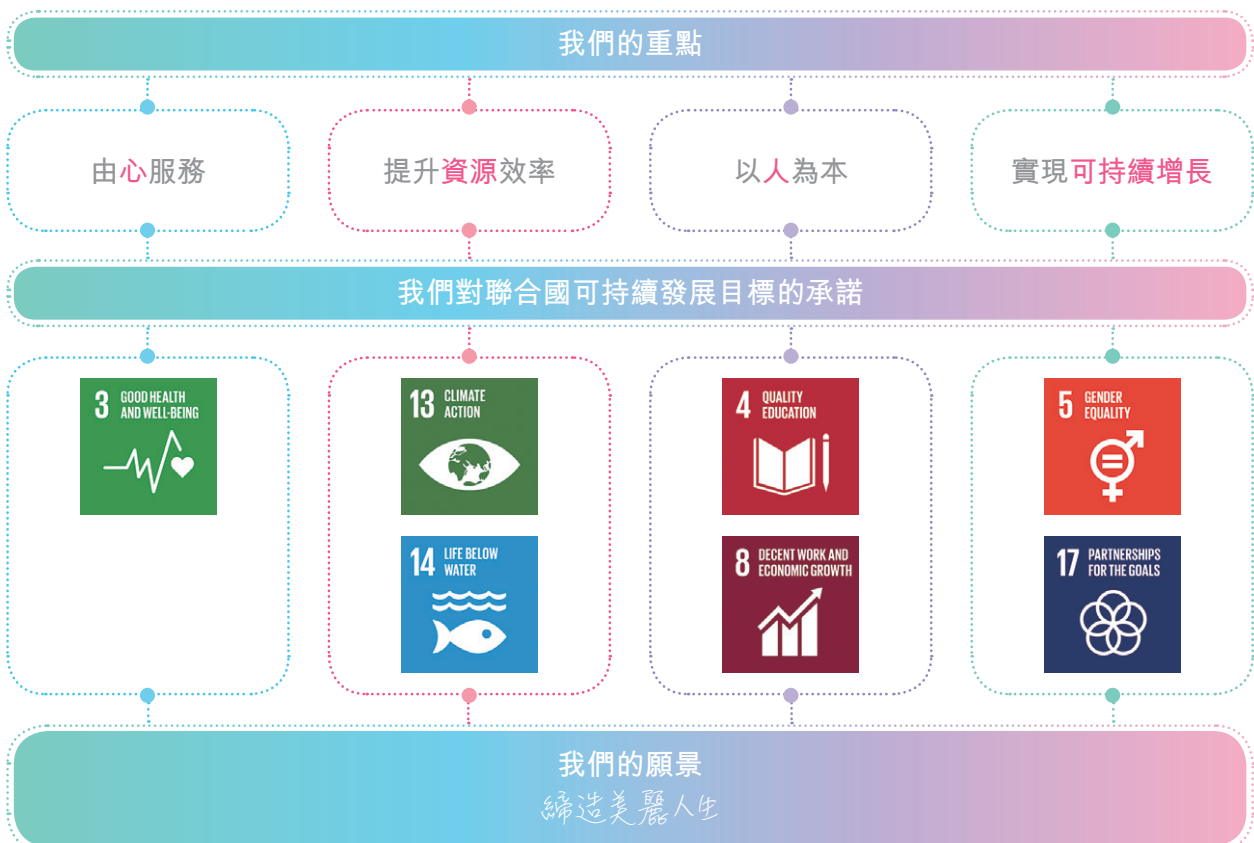 我們的重點
由心服務
提升資源效率
以人為本
實現可持續增長
我們對聯合國可持續發展目標的承諾
3 GOOD HEALTH
AND WELL-BEING
13 CLIMATE
ACTION
4 QUALITY
EDUCATION
5 GENDER
EQUALITY
14 LIFE BELOW
WATER
8 DECENT WORK AND
ECONOMIC GROWTH
17 PARTNERSHIPS
FOR THE GOALS
我們的願景
締造美麗人生